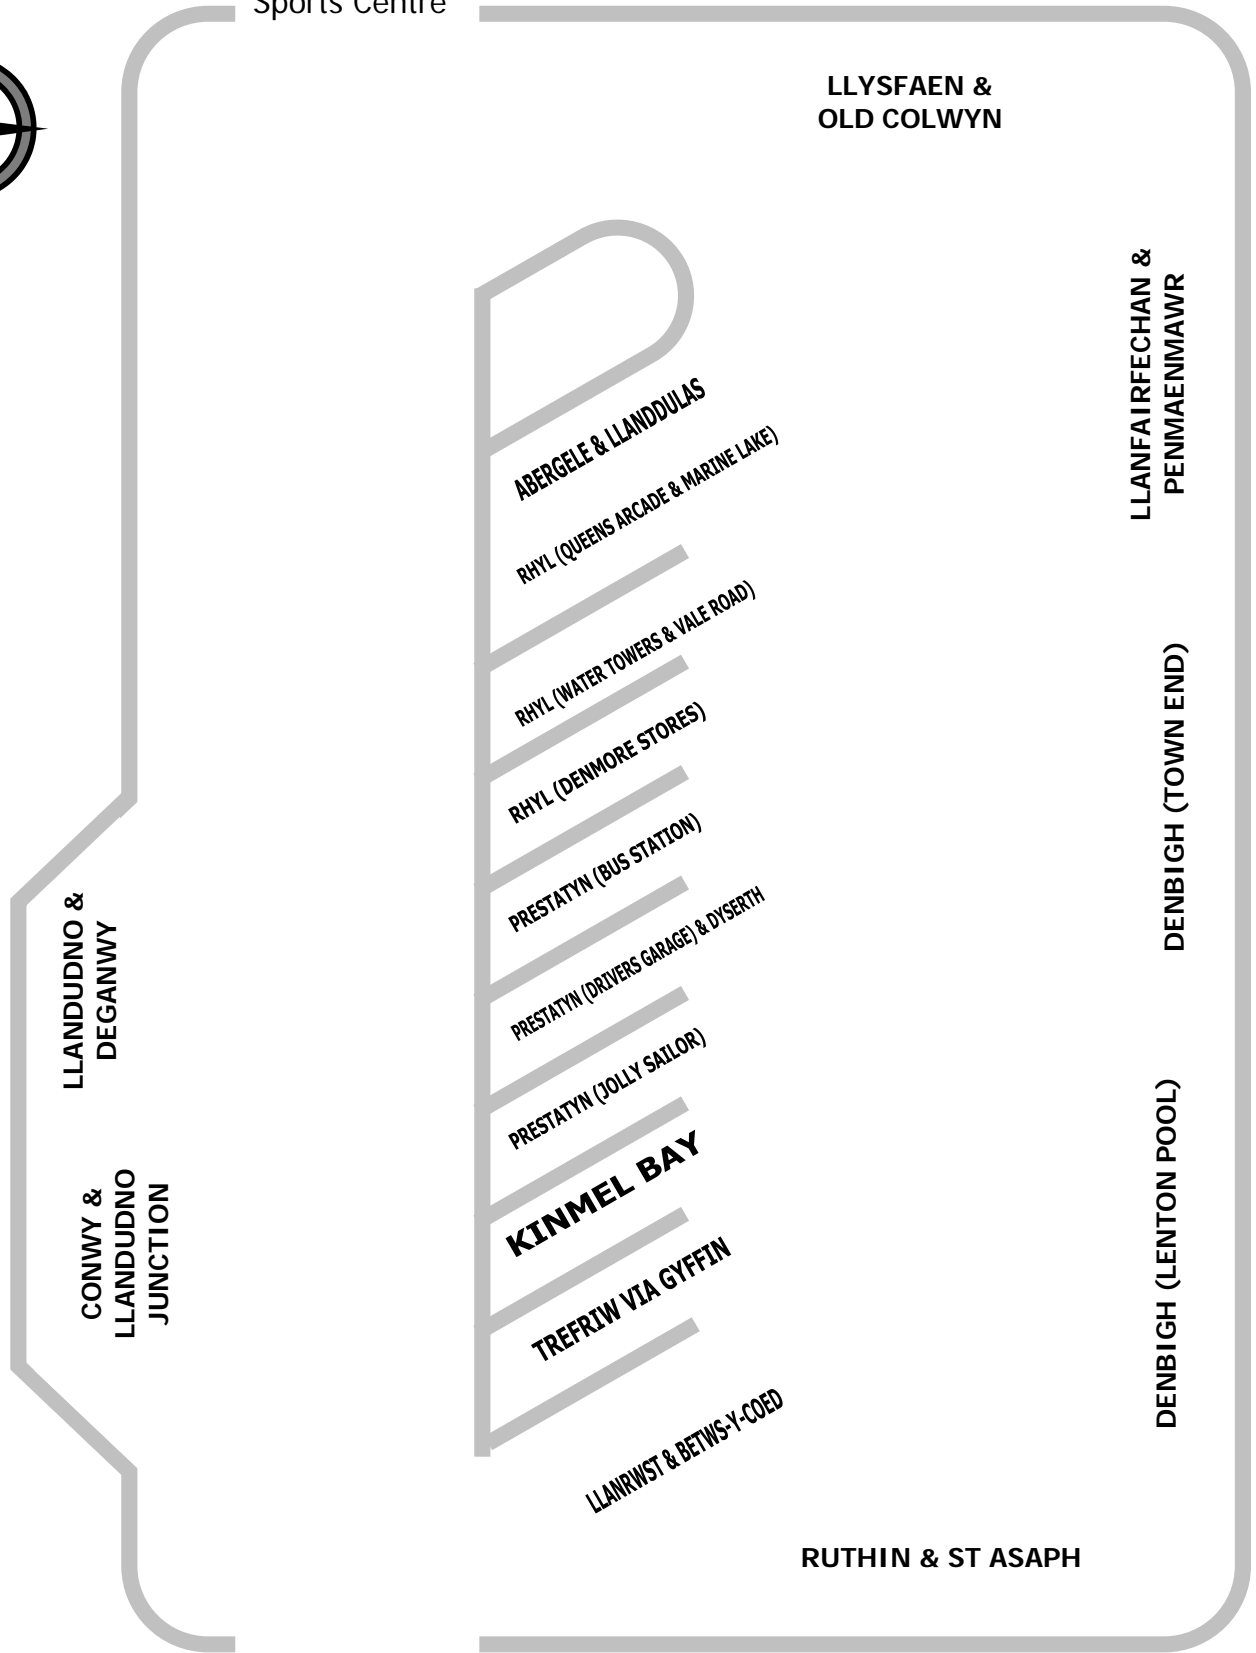 Sports Centre
LLYSFAEN &
OLD COLWYN
LLANFAIRFECHAN &
PENMAENMAWR
ABERGELE & LLANDDULAS
RHYL (QUEENS ARCADE & MARINE LAKE)
RHYL (WATER TOWERS & VALE ROAD)
RHYL (DENMORE STORES)
PRESTATYN (BUS STATION)
PRESTATYN (DRIVERS GARAGE) & DYSERTH
PRESTATYN (JOLLY SAILOR)
KINMEL BAY
TREFRIW VIA GYFFIN
LLANRWST & BETWS-Y-COED
DENBIGH (TOWN END)
DENBIGH (LENTON POOL)
LLANDUDNO &
DEGANWY
CONWY &
LLANDUDNO
JUNCTION
RUTHIN & ST ASAPH